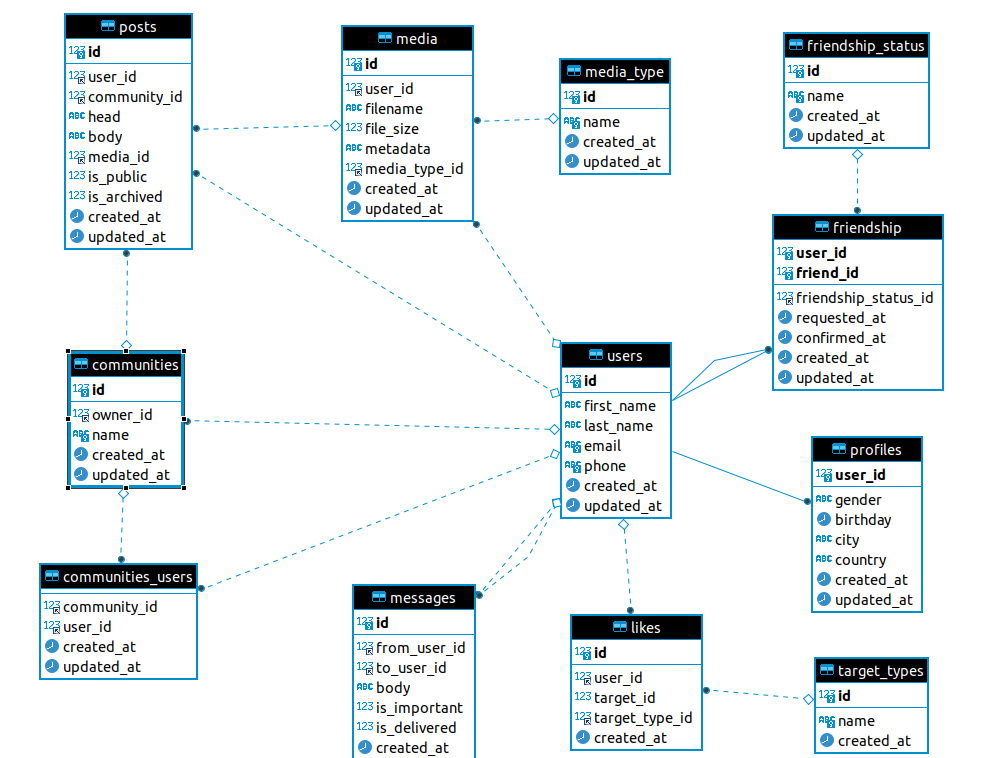 posts
id
user_id
community_id
head
body
media_id
is_public
is_archived
created_at
updated_at
media
id
user_id
filename
file_size
metadata
media_type_id
created_at
updated_at
media_type
id
name
created_at
updated_at
friendship_status
id
name
created_at
updated_at
friendship
user_id
friend_id
friendship_status_id
requested_at
confirmed_at
created_at
updated_at
communities
id
owner_id
name
created_at
updated_at
users
id
first_name
last_name
email
phone
created_at
updated_at
profiles
user_id
gender
birthday
city
country
created_at
updated_at
communities_users
community_id
user_id
created_at
updated_at
messages
id
from_user_id
to_user_id
body
is_important
is_delivered
created_at
likes
id
user_id
target_id
target_type_id
created_at
target_types
id
name
created_at